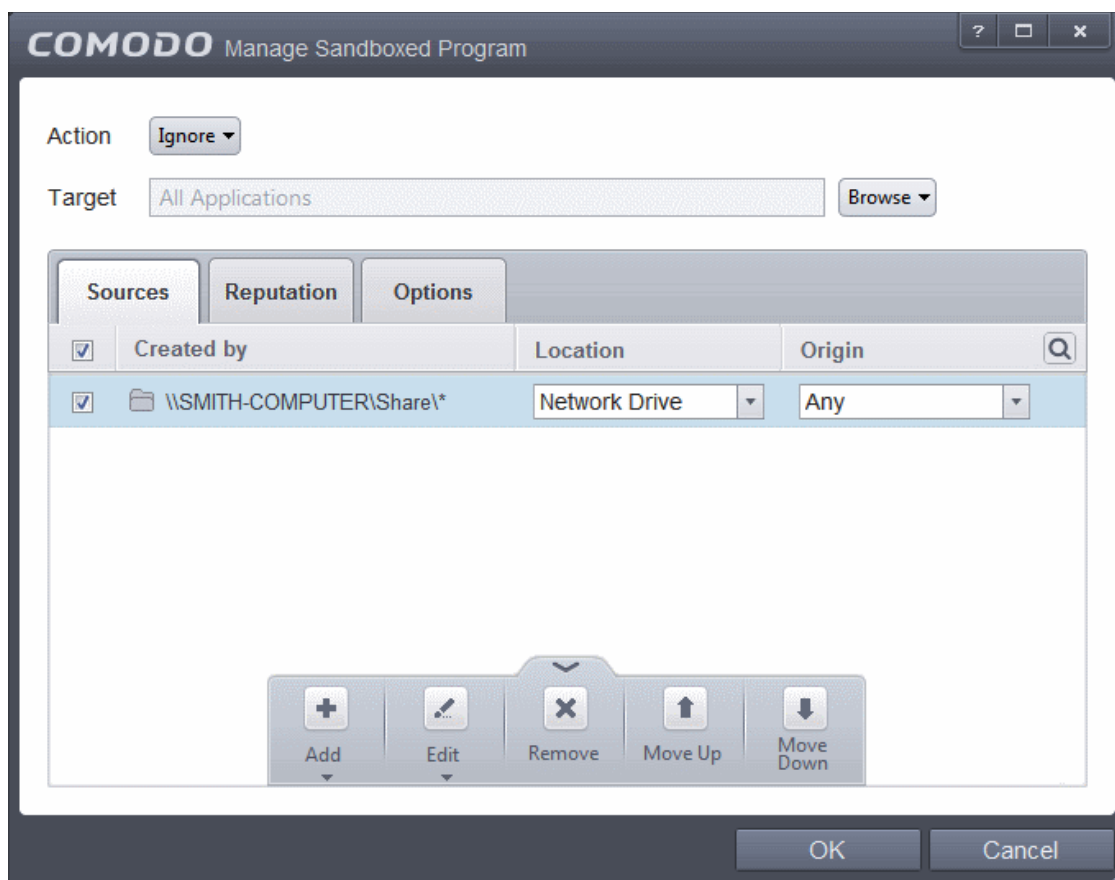 COMODO Manage Sandboxed Program ?
Action Ignore
Target All Applications Browse
Sources Reputation Options
Created by Location Origin
\\SMITH-COMPUTER\Share\* Network Drive Any
Add Edit Remove Move Up Move Down
OK Cancel